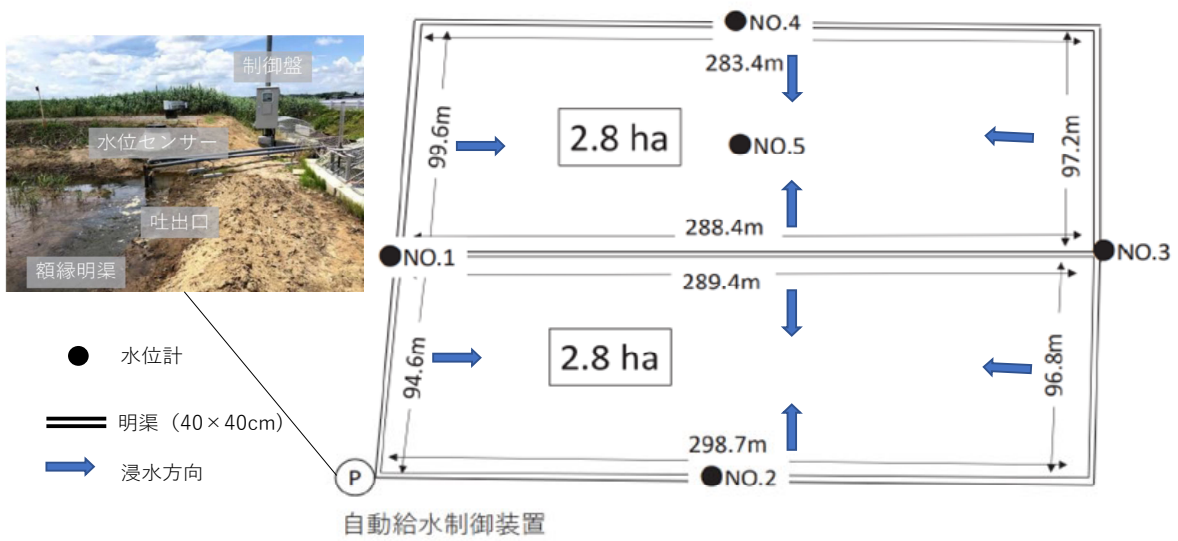 制御盤
水位センサー
吐出口
額縁明渠
水位計
明渠（40×40cm）
浸水方向
NO.4
283.4m
99.6m
2.8 ha
NO.5
97.2m
288.4m
NO.1
NO.3
289.4m
94.6m
2.8 ha
96.8m
298.7m
NO.2
P
自動給水制御装置